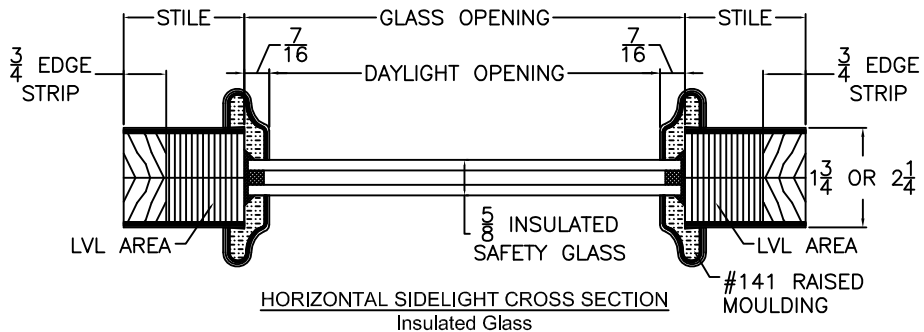 STILE GLASS OPENING STILE
7/16 7/16
3/4 EDGE STRIP
DAYLIGHT OPENING
3/4 EDGE STRIP
1 3/4 OR 2 1/4
LVL AREA
5/8 INSULATED
SAFETY GLASS
LVL AREA
#141 RAISED
MOULDING
HORIZONTAL SIDELIGHT CROSS SECTION
Insulated Glass